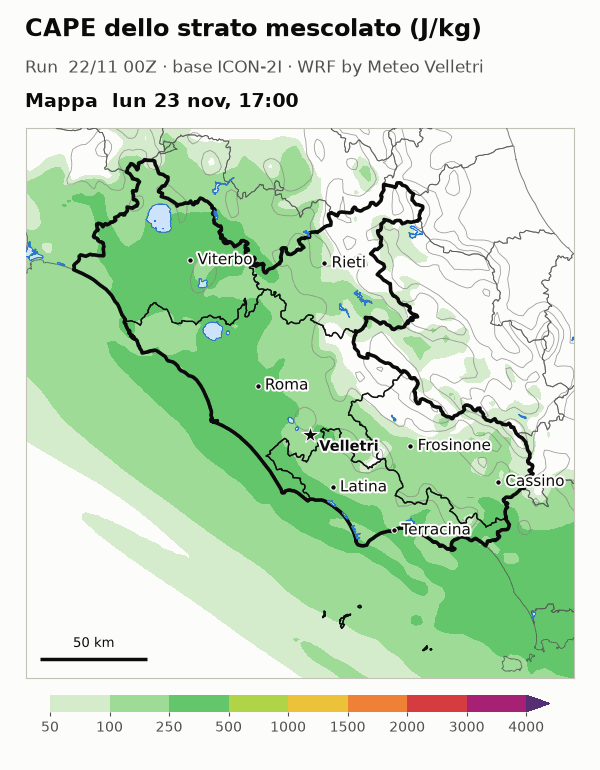 CAPE dello strato mescolato (J/kg)
Run  22/11 00Z · base ICON-2I · WRF by Meteo Velletri
Mappa  lun 23 nov, 17:00
Viterbo
Rieti
Roma
Velletri
Frosinone
Latina
Cassino
Terracina
50 km
50 100 250 500 1000 1500 2000 3000 4000